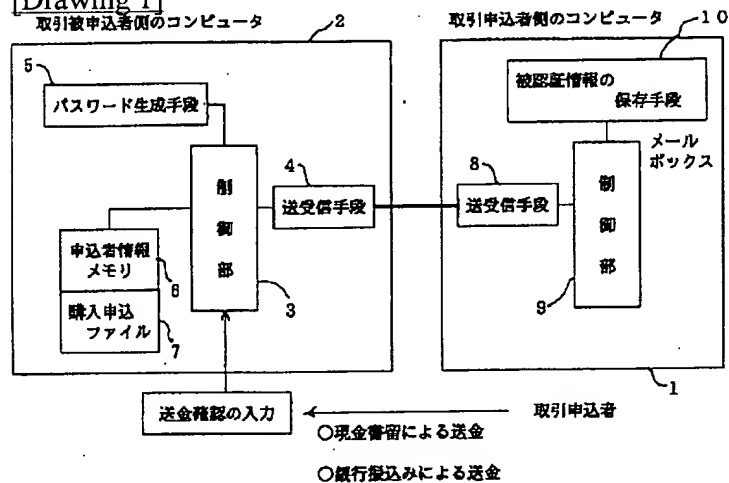 [Drawing 1]
取引被申込者側のコンピュータ
2
取引申込者側のコンピュータ
10
5
パスワード生成手段
被認証情報の
保存手段
メール
ボックス
4
送受信手段
8
送受信手段
制
御
部
3
制
御
部
9
申込者情報
メモリ
6
購入申込
ファイル
7
1
送金確認の入力
取引申込者
○現金書留による送金
○銀行振込みによる送金